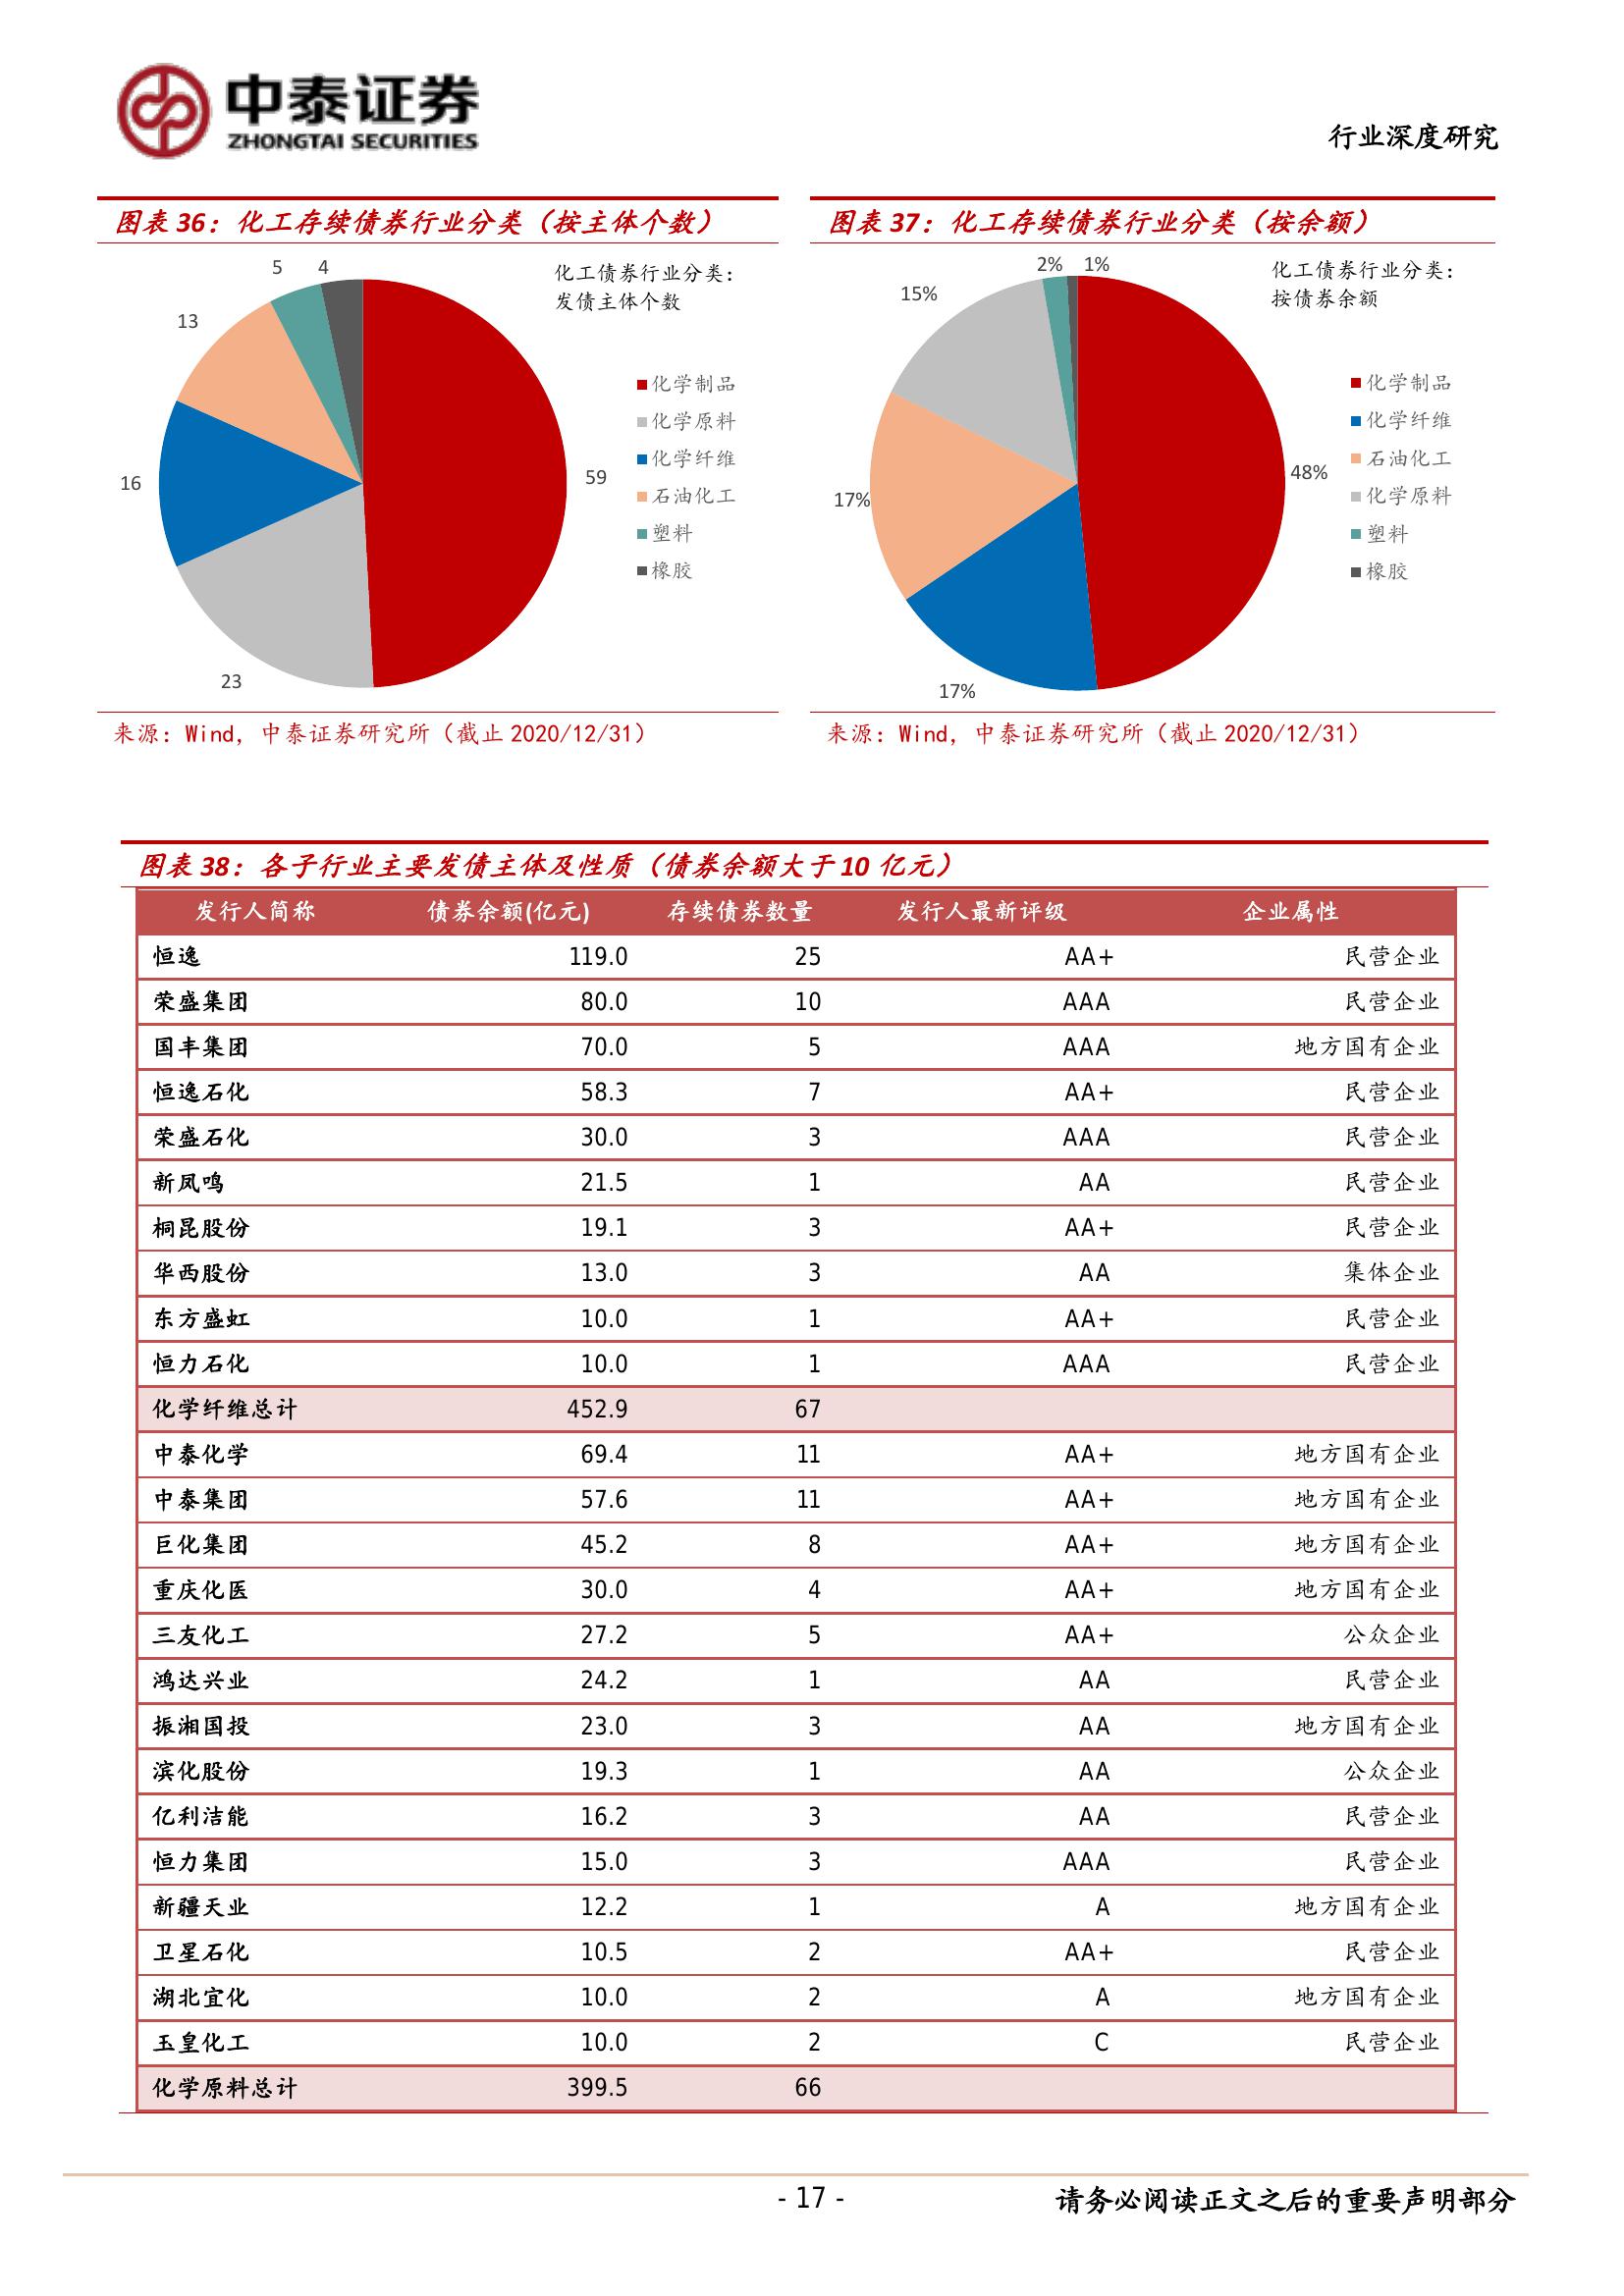 中泰证券
ZHONGTAI SECURITIES
行业深度研究
图表 36：化工存续债券行业分类（按主体个数）
5 4
化工债券行业分类：
发债主体个数
13
化学制品
化学原料
化学纤维
石油化工
塑料
橡胶
16
59
23
来源：Wind，中泰证券研究所（截止 2020/12/31）
图表 37：化工存续债券行业分类（按余额）
2% 1%
化工债券行业分类：
按债券余额
15%
化学制品
化学纤维
石油化工
化学原料
塑料
橡胶
48%
17%
17%
来源：Wind，中泰证券研究所（截止 2020/12/31）
图表 38：各子行业主要发债主体及性质（债券余额大于 10 亿元）
发行人简称 债券余额(亿元) 存续债券数量 发行人最新评级 企业属性
恒逸 119.0 25 AA+ 民营企业
荣盛集团 80.0 10 AAA 民营企业
国丰集团 70.0 5 AAA 地方国有企业
恒逸石化 58.3 7 AA+ 民营企业
荣盛石化 30.0 3 AAA 民营企业
新凤鸣 21.5 1 AA 民营企业
桐昆股份 19.1 3 AA+ 民营企业
华西股份 13.0 3 AA 集体企业
东方盛虹 10.0 1 AA+ 民营企业
恒力石化 10.0 1 AAA 民营企业
化学纤维总计 452.9 67
中泰化学 69.4 11 AA+ 地方国有企业
中泰集团 57.6 11 AA+ 地方国有企业
巨化集团 45.2 8 AA+ 地方国有企业
重庆化医 30.0 4 AA+ 地方国有企业
三友化工 27.2 5 AA+ 公众企业
鸿达兴业 24.2 1 AA 民营企业
振湘国投 23.0 3 AA 地方国有企业
滨化股份 19.3 1 AA 公众企业
亿利洁能 16.2 3 AA 民营企业
恒力集团 15.0 3 AAA 民营企业
新疆天业 12.2 1 A 地方国有企业
卫星石化 10.5 2 AA+ 民营企业
湖北宜化 10.0 2 A 地方国有企业
玉皇化工 10.0 2 C 民营企业
化学原料总计 399.5 66
- 17 -
请务必阅读正文之后的重要声明部分